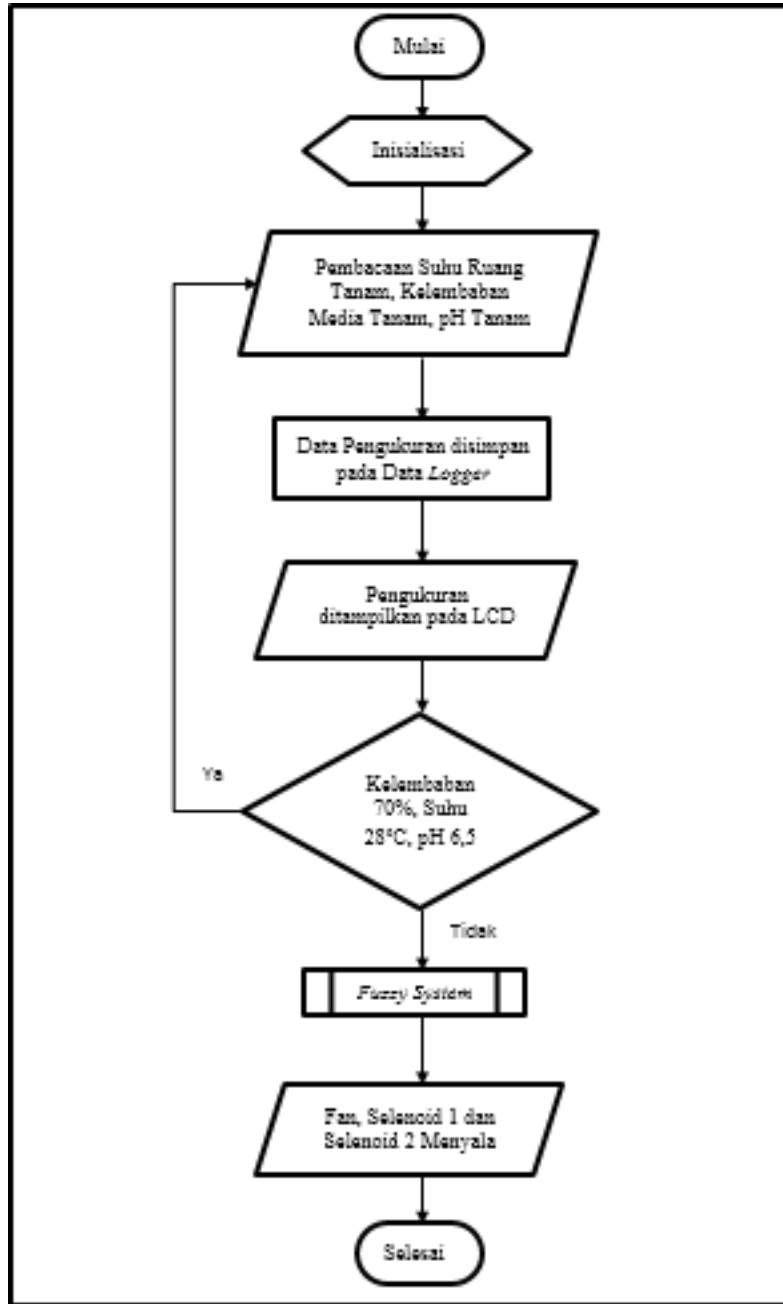 Mulai
Inisialisasi
Pembacaan Suhu Ruang
Tanam, Kelembaban
Media Tanam, pH Tanam
Data Pengukuran disimpan
pada Data Logger
Pengukuran
ditampilkan pada LCD
Ya
Kelembaban
70%, Suhu
28°C, pH 6,5
Tidak
Fuzzy System
Fan, Selenoid 1 dan
Selenoid 2 Menyala
Selesai